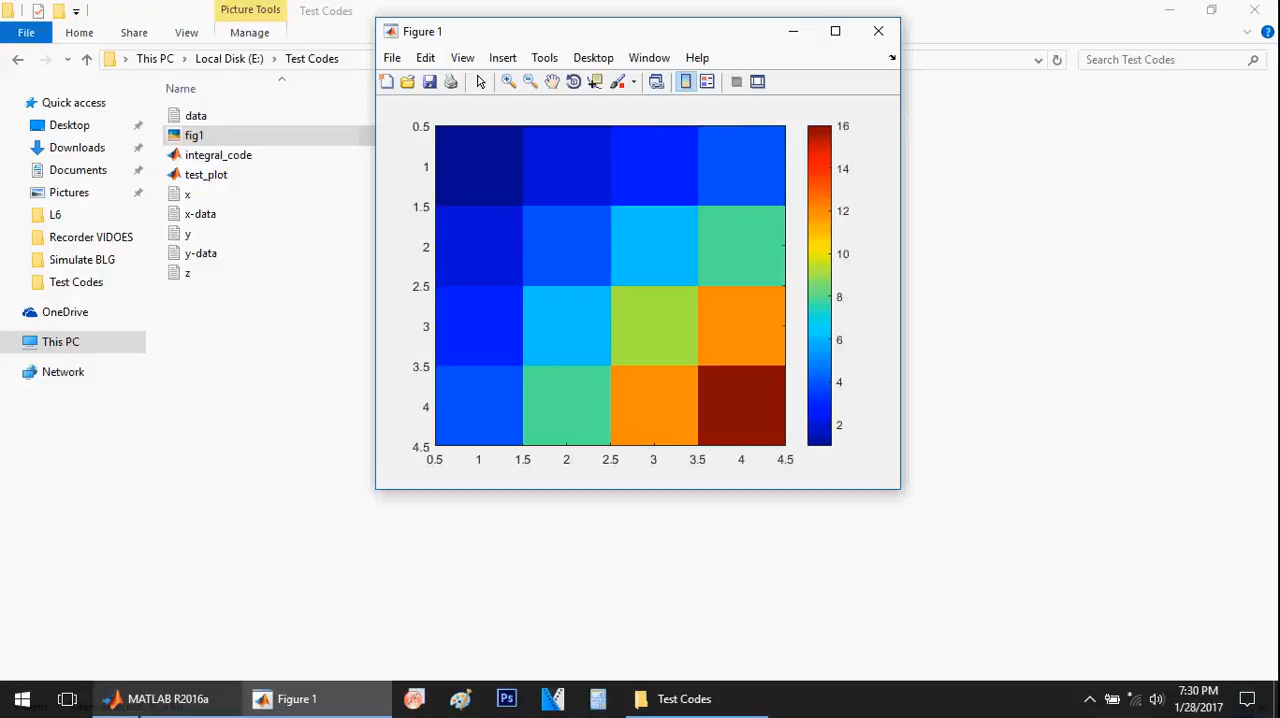 Picture Tools
Test Codes
File
Home
Share
View
Manage
This PC
Local Disk (E:)
Test Codes
Search Test Codes
Quick access
Desktop
Downloads
Documents
Pictures
L6
Recorder VIDOES
Simulate BLG
Test Codes
OneDrive
This PC
Network
Name
data
fig1
integral_code
test_plot
x
x-data
y
y-data
z
Figure 1
File Edit View Insert Tools Desktop Window Help
0.5
1
1.5
2
2.5
3
3.5
4
4.5
0.5 1 1.5 2 2.5 3 3.5 4 4.5
16
14
12
10
8
6
4
2
MATLAB R2016a
Figure 1
Ps
Test Codes
7:30 PM
1/28/2017